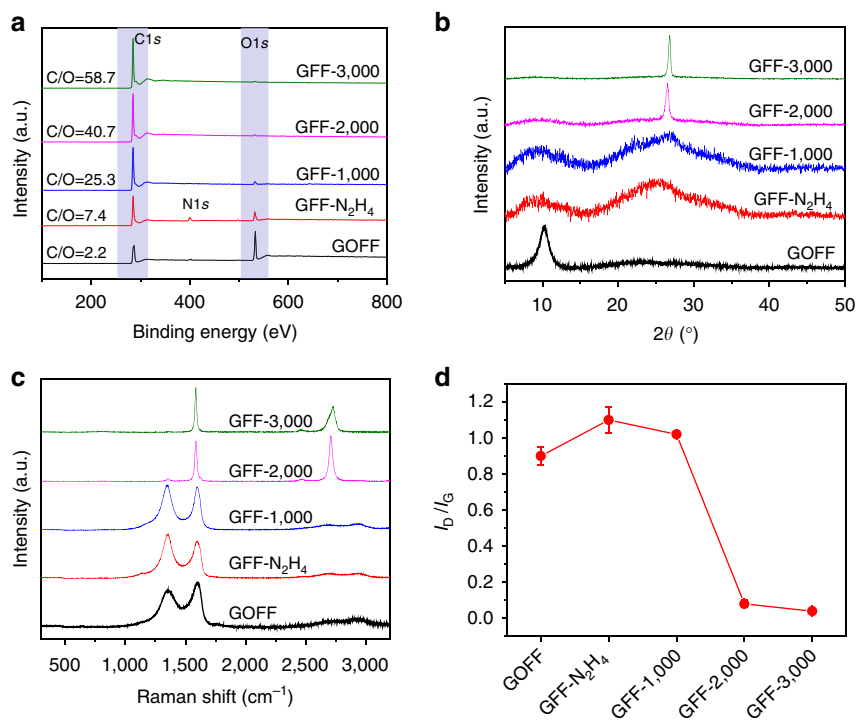 a
C1s
O1s
C/O=58.7
GFF-3,000
C/O=40.7
GFF-2,000
C/O=25.3
GFF-1,000
C/O=7.4
N1s
GFF-N₂H₄
C/O=2.2
GOFF
Intensity (a.u.)
200 400 600 800
Binding energy (eV)
b
GFF-3,000
GFF-2,000
GFF-1,000
GFF-N₂H₄
GOFF
Intensity (a.u.)
10 20 30 40 50
2θ (°)
c
GFF-3,000
GFF-2,000
GFF-1,000
GFF-N₂H₄
GOFF
Intensity (a.u.)
500 1,000 1,500 2,000 2,500 3,000
Raman shift (cm⁻¹)
d
1.2
1.0
0.8
0.6
0.4
0.2
0.0
I_D/I_G
GOFF
GFF-N₂H₄
GFF-1,000
GFF-2,000
GFF-3,000